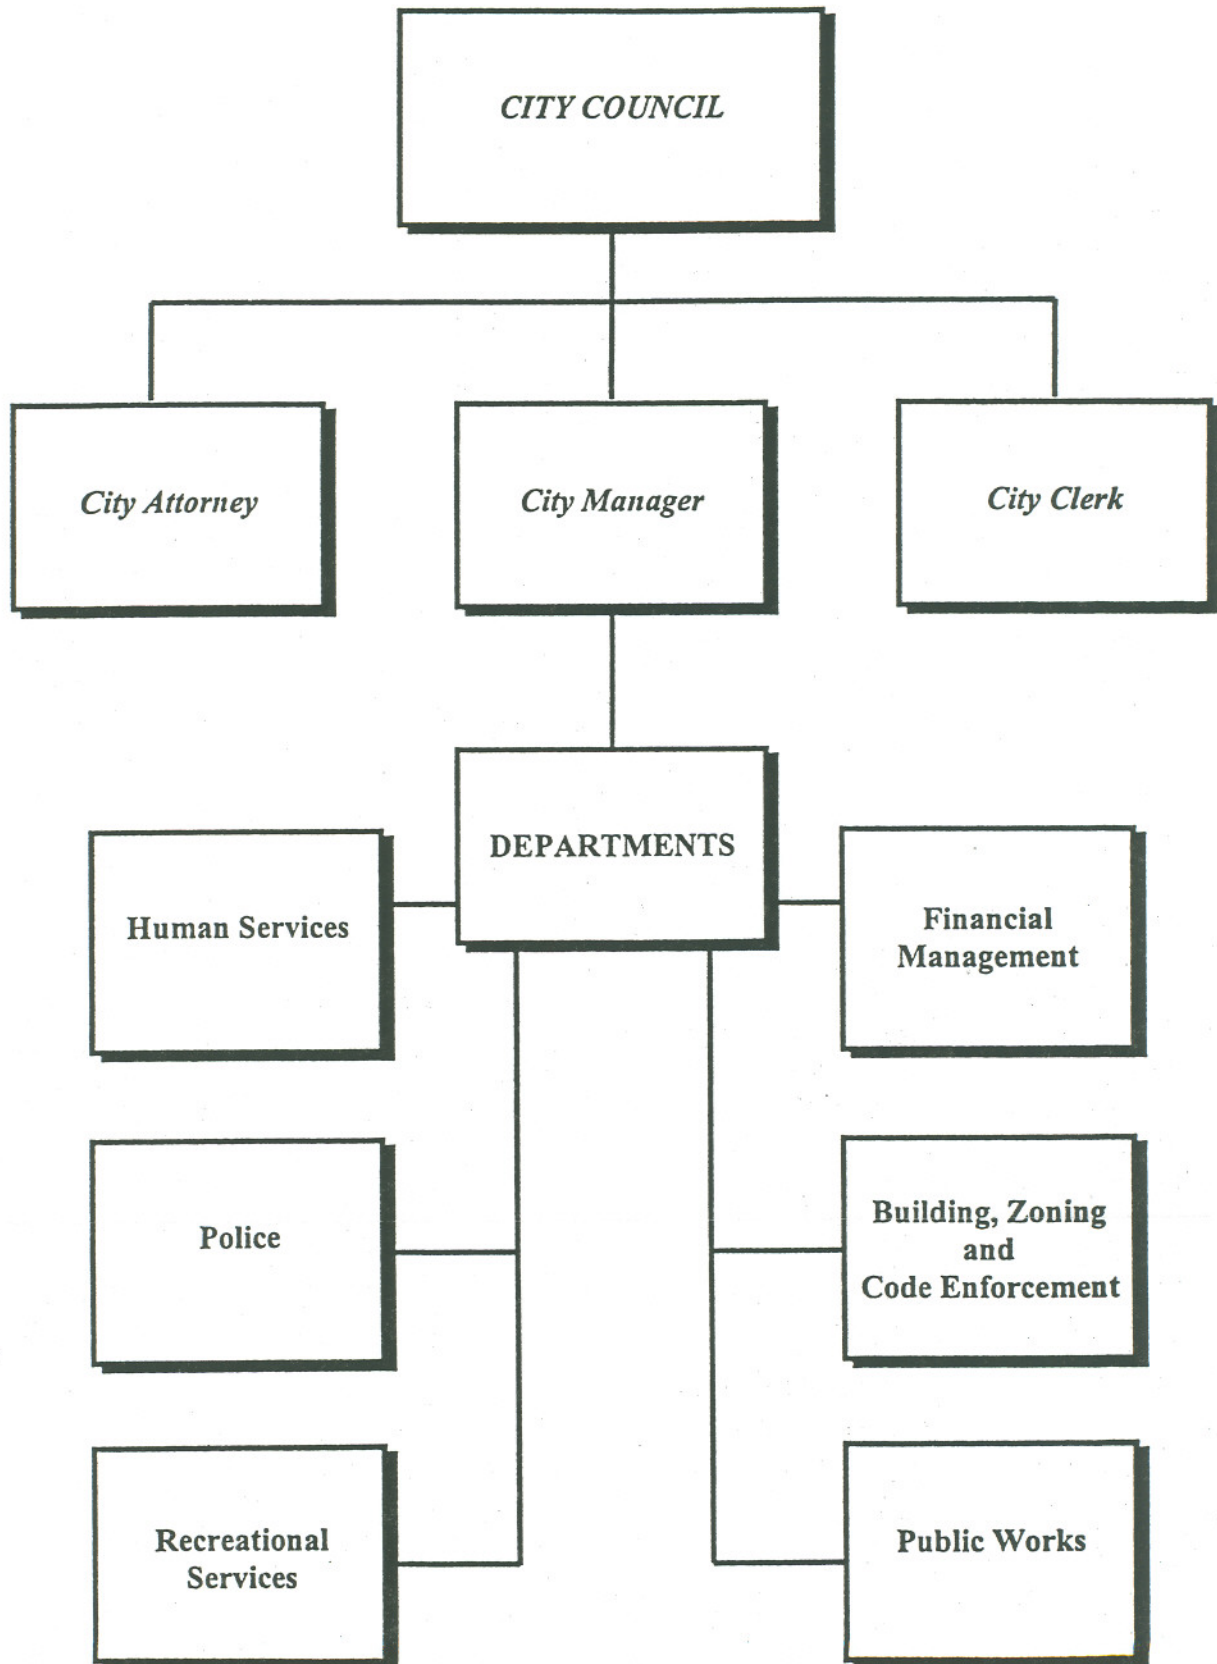 CITY COUNCIL
City Attorney
City Manager
City Clerk
DEPARTMENTS
Human Services
Financial
Management
Police
Building, Zoning
and
Code Enforcement
Recreational
Services
Public Works